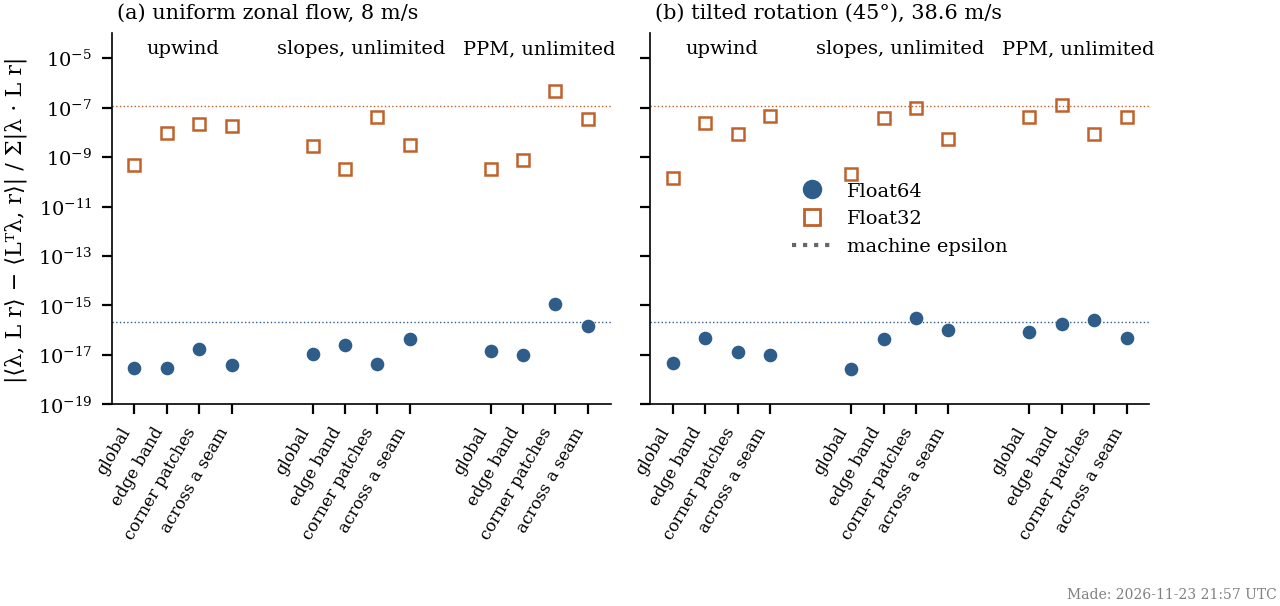 (a) uniform zonal flow, 8 m/s
(b) tilted rotation (45°), 38.6 m/s
upwind
slopes, unlimited
PPM, unlimited
upwind
slopes, unlimited
PPM, unlimited
|⟨λ, L r⟩ − ⟨Lᵀλ, r⟩| / Σ|λ · L r|
10⁻⁵
10⁻⁷
10⁻⁹
10⁻¹¹
10⁻¹³
10⁻¹⁵
10⁻¹⁷
10⁻¹⁹
Float64
Float32
machine epsilon
global
edge band
corner patches
across a seam
global
edge band
corner patches
across a seam
global
edge band
corner patches
across a seam
global
edge band
corner patches
across a seam
global
edge band
corner patches
across a seam
global
edge band
corner patches
across a seam
Made: 2026-11-23 21:57 UTC